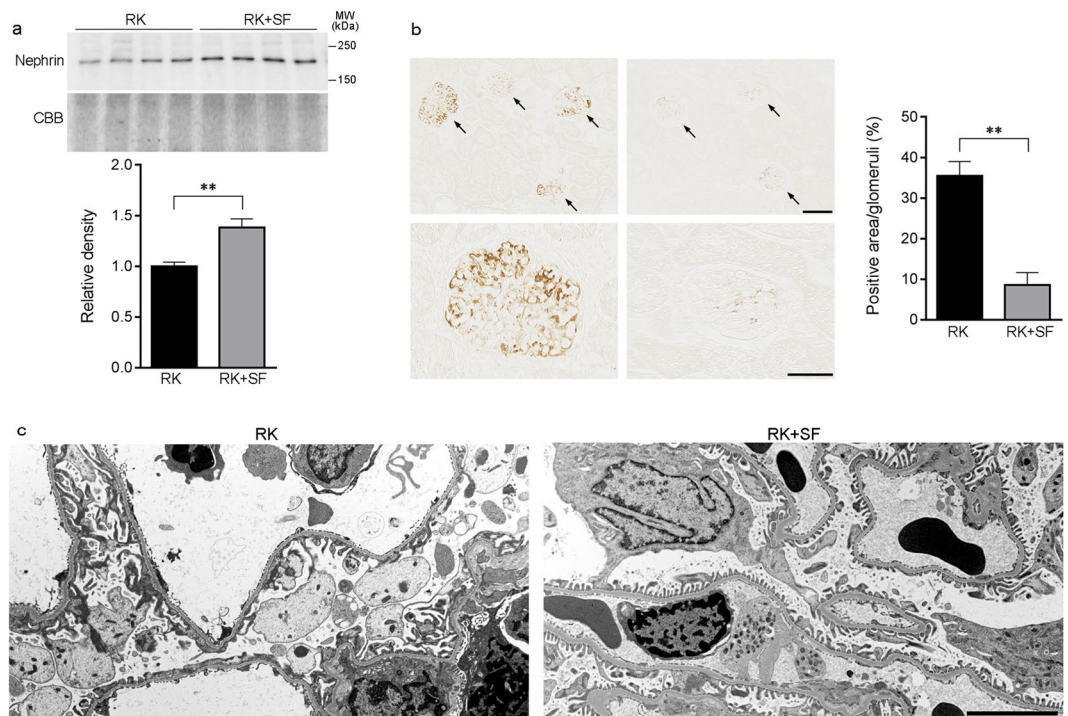 a
RK
RK+SF
MW
(kDa)
Nephrin
250
150
CBB
2.0
1.5
1.0
0.5
0.0
**
Relative density
RK
RK+SF
b
50
40
30
20
10
0
**
Positive area/glomeruli (%)
RK
RK+SF
c
RK
RK+SF